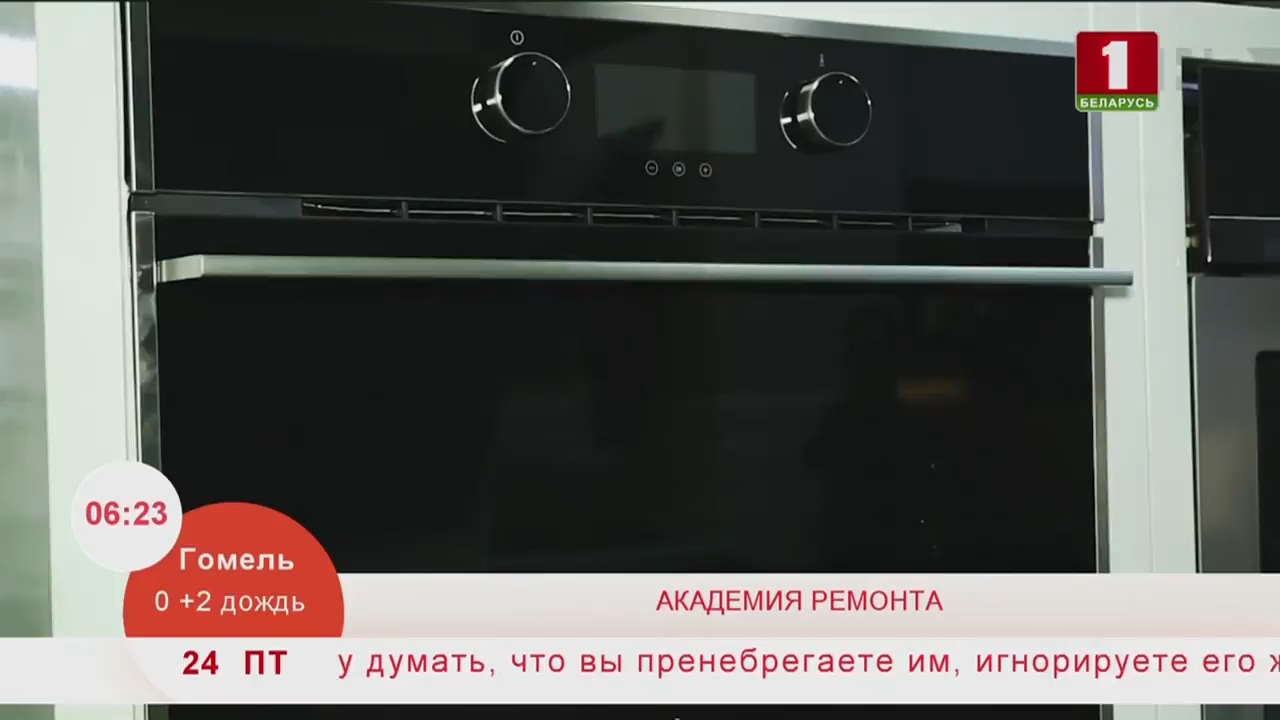 1
БЕЛАРУСЬ
06:23
Гомель
0 +2 дождь
АКАДЕМИЯ РЕМОНТА
24 ПТ
у думать, что вы пренебрегаете им, игнорируете его